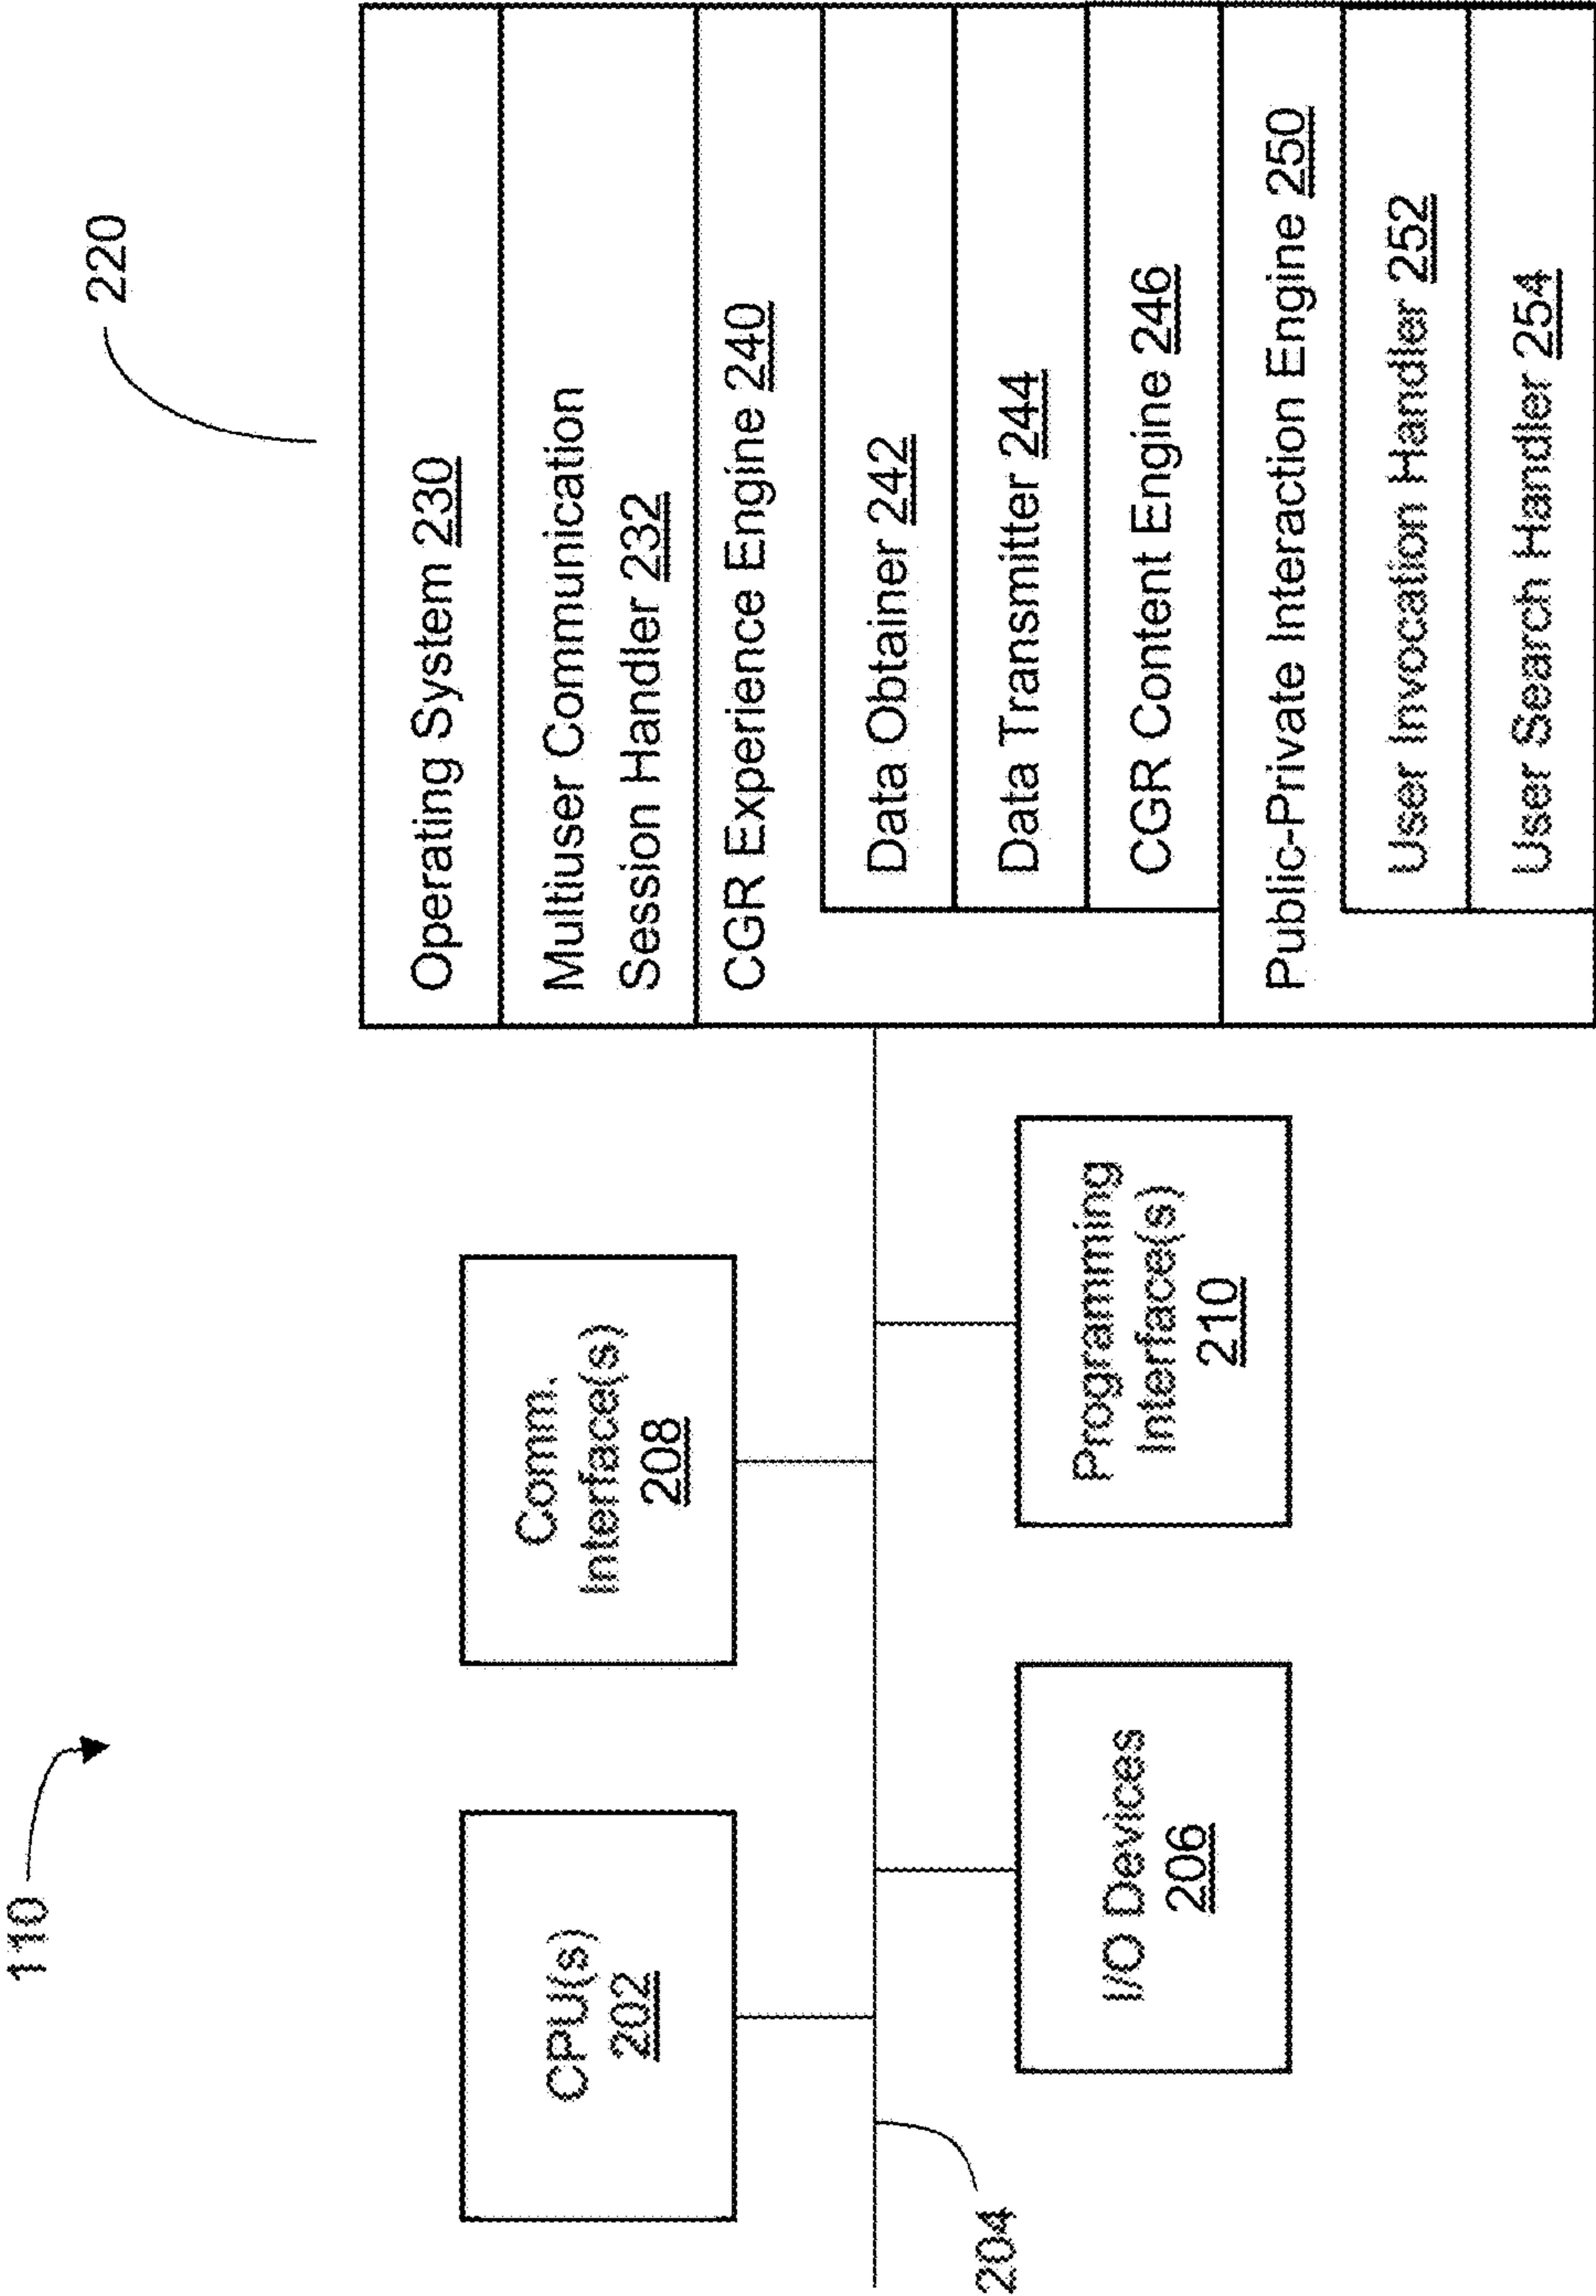 110
220
CPU(s)
202
Comm.
Interface(s)
208
204
I/O Devices
206
Programming
Interface(s)
210
Operating System 230
Multiuser Communication
Session Handler 232
CGR Experience Engine 240
Data Obtainer 242
Data Transmitter 244
CGR Content Engine 246
Public-Private Interaction Engine 250
User Invocation Handler 252
User Search Handler 254